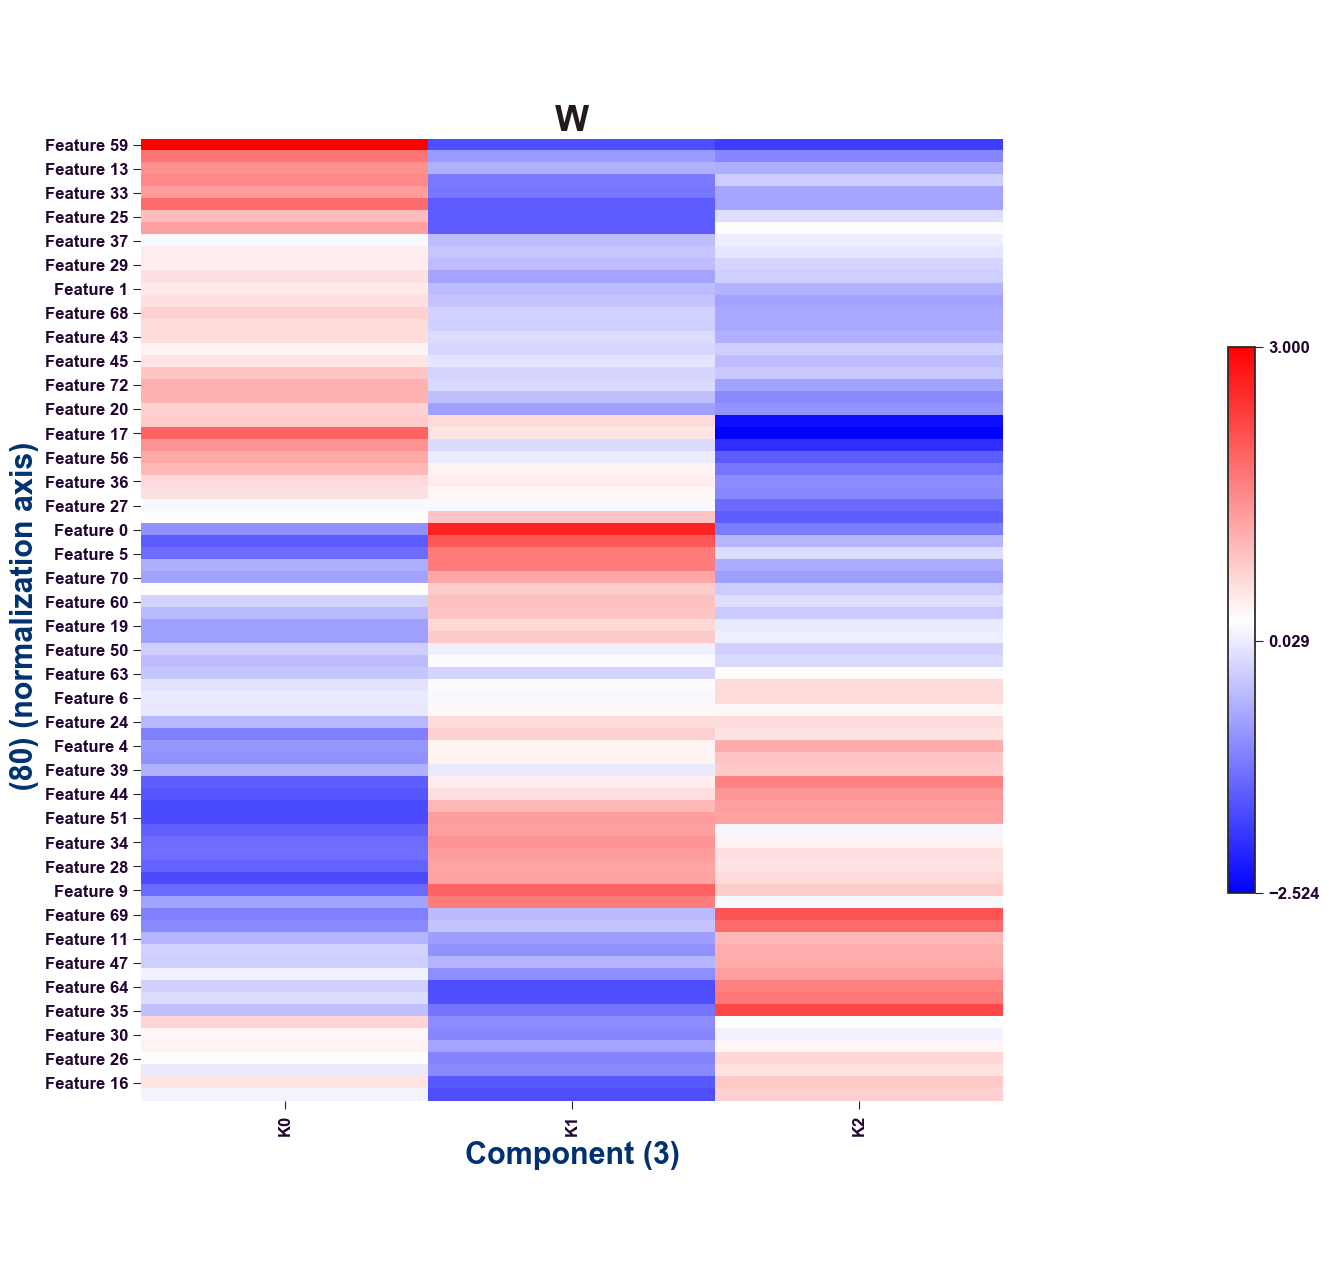 W
Feature 59
Feature 13
Feature 33
Feature 25
Feature 37
Feature 29
Feature 1
Feature 68
Feature 43
Feature 45
Feature 72
Feature 20
Feature 17
Feature 56
Feature 36
Feature 27
Feature 0
Feature 5
Feature 70
Feature 60
Feature 19
Feature 50
Feature 63
Feature 6
Feature 24
Feature 4
Feature 39
Feature 44
Feature 51
Feature 34
Feature 28
Feature 9
Feature 69
Feature 11
Feature 47
Feature 64
Feature 35
Feature 30
Feature 26
Feature 16
(80) (normalization axis)
K0
K1
K2
Component (3)
3.000
0.029
−2.524